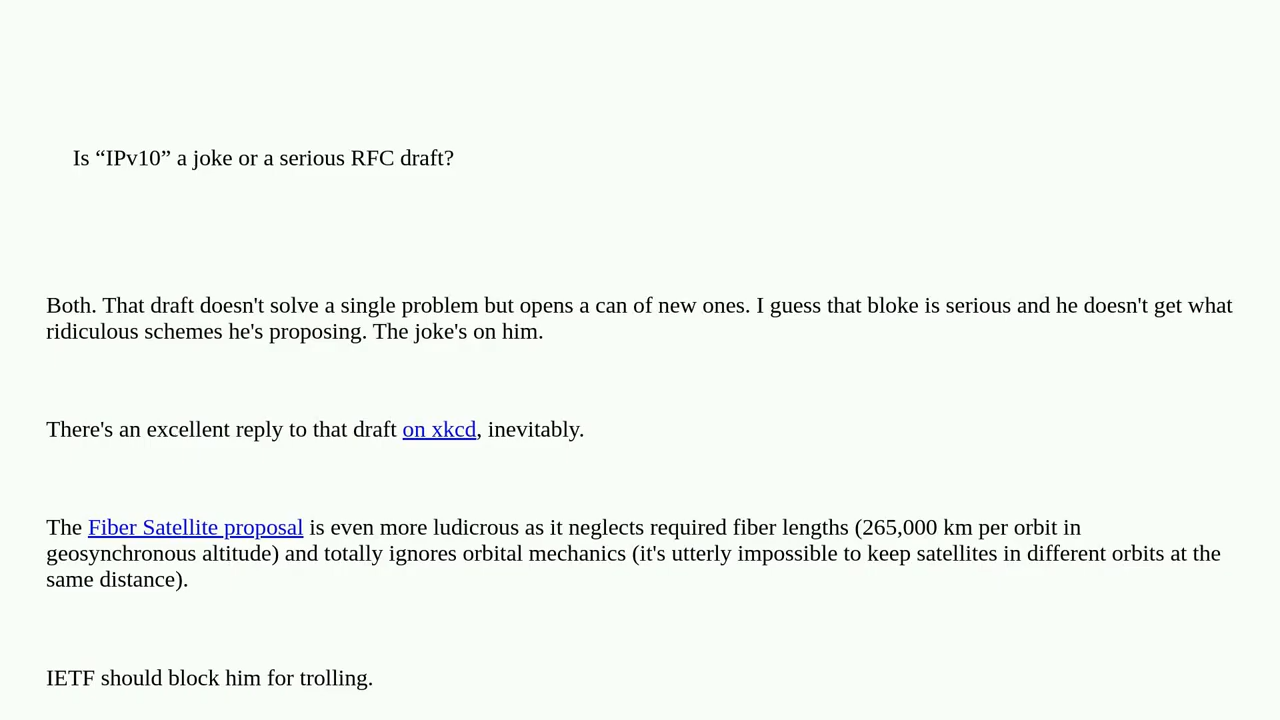 Is “IPv10” a joke or a serious RFC draft?
Both. That draft doesn't solve a single problem but opens a can of new ones. I guess that bloke is serious and he doesn't get what
ridiculous schemes he's proposing. The joke's on him.
There's an excellent reply to that draft on xkcd, inevitably.
The Fiber Satellite proposal is even more ludicrous as it neglects required fiber lengths (265,000 km per orbit in
geosynchronous altitude) and totally ignores orbital mechanics (it's utterly impossible to keep satellites in different orbits at the
same distance).
IETF should block him for trolling.